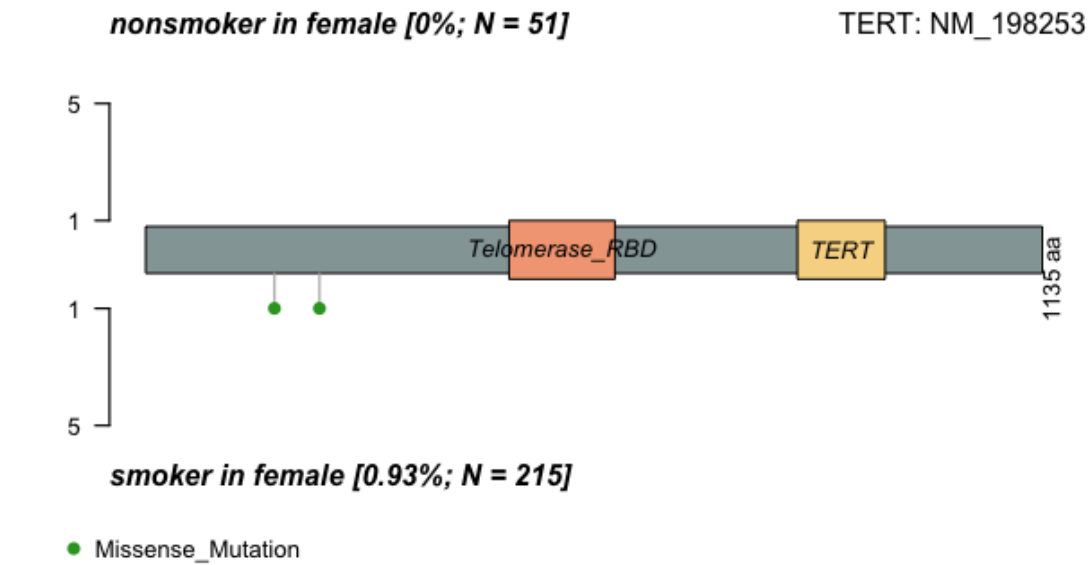 nonsmoker in female [0%; N = 51]
TERT: NM_198253
5
1
Telomerase_RBD
TERT
1135 aa
1
5
smoker in female [0.93%; N = 215]
Missense_Mutation